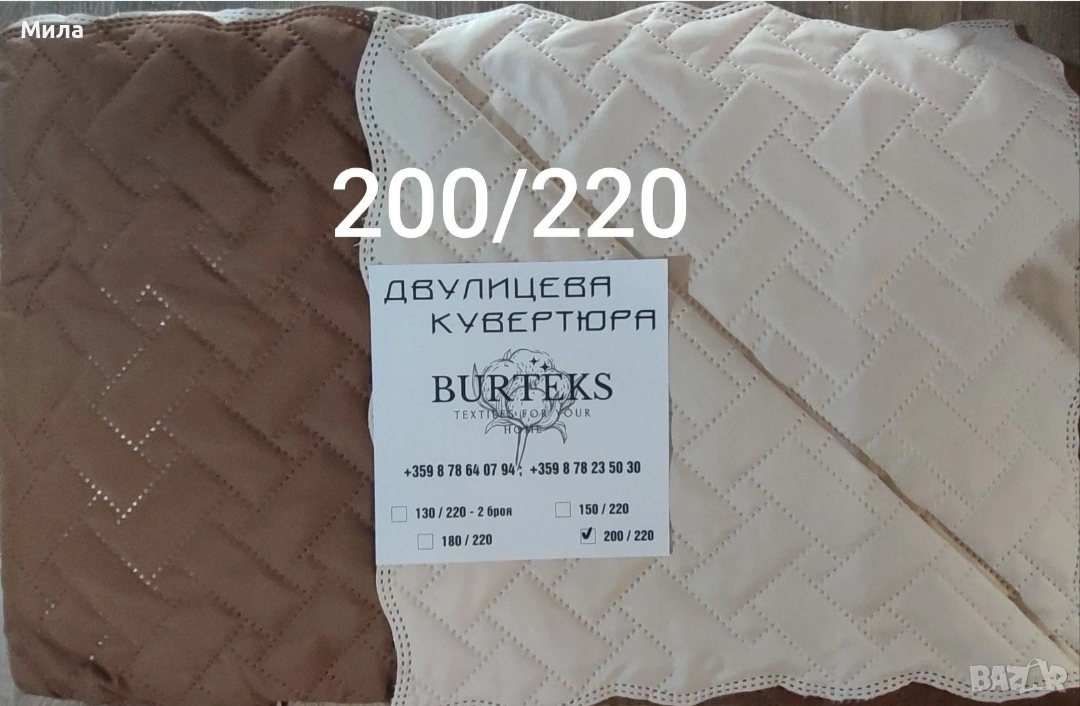 Мила
200/220
ДВУЛИЦЕВА
КУВЕРТЮРА
BURTEKS
TEXTILES FOR YOUR
HOME
+359 8 78 64 07 94 ; +359 8 78 23 50 30
130 / 220 - 2 броя
150 / 220
180 / 220
200 / 220
BAZAR